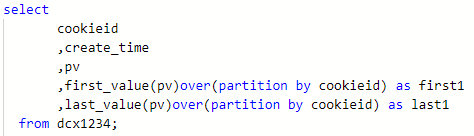 select
cookieid
,create_time
,pv
,first_value(pv)over(partition by cookieid) as first1
,last_value(pv)over(partition by cookieid) as last1
from dcx1234;